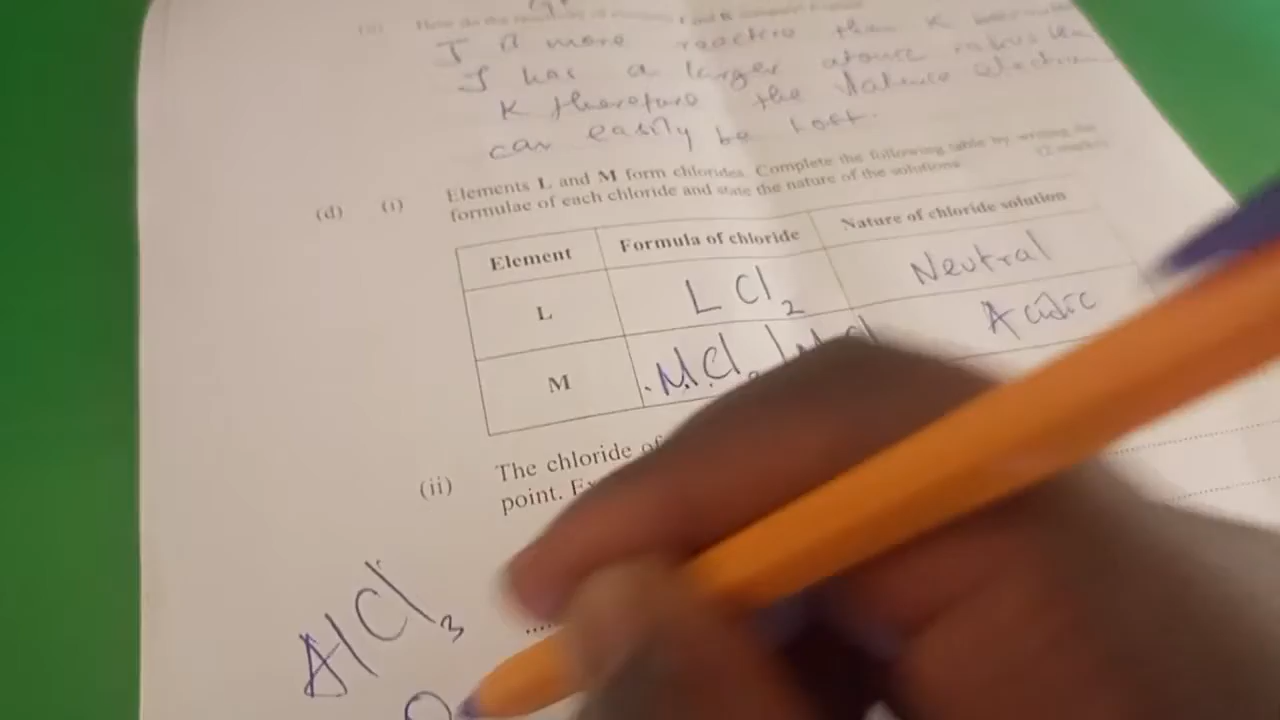 J is more reactive than K
J has a larger atomic radius than
K therefore the Valence electron
can easily be lost.
(d) (i) Elements L and M form chlorides. Complete the following table by writing the
formulae of each chloride and state the nature of the solutions.
Element Formula of chloride Nature of chloride solution
L LCl2 Neutral
M MCl Acidic
(ii) The chloride of
point.
AlCl3